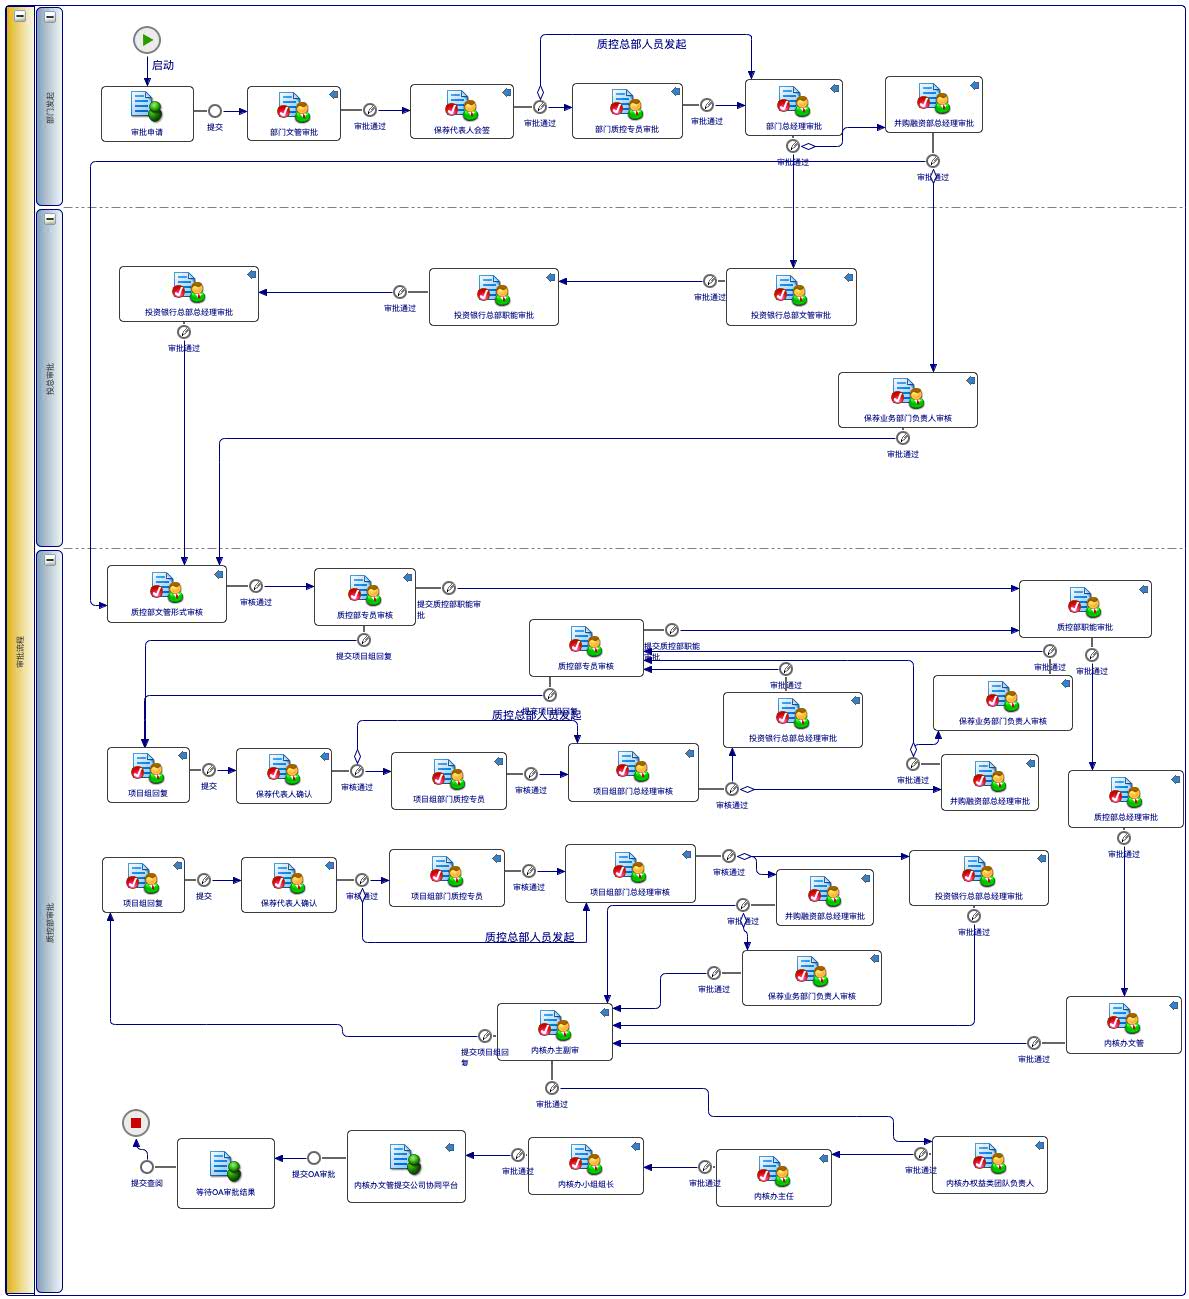 质控总部人员发起
启动
部门发起
审批申请
提交
部门文管审批
审批通过
保荐代表人会签
审批通过
部门质控专员审批
审批通过
部门总经理审批
并购融资部总经理审批
审批通过
审批通过
投资银行总部总经理审批
审批通过
审批通过
投资银行总部职能审批
审批通过
投资银行总部文管审批
投总审批
保荐业务部门负责人审核
审批通过
质控部文管形式审核
审核通过
质控部专员审核
提交质控部职能审
批
质控部职能审批
审批流程
提交项目组回复
质控部专员审核
提交质控部职能
审批
审批通过
审批通过
审批通过
提交项目组回复
质控总部人员发起
投资银行总部总经理审批
保荐业务部门负责人审核
项目组回复
提交
保荐代表人确认
审核通过
项目组部门质控专员
审核通过
项目组部门总经理审核
审核通过
审批通过
并购融资部总经理审批
质控部总经理审批
审批通过
项目组回复
提交
保荐代表人确认
审核通过
项目组部门质控专员
审核通过
项目组部门总经理审核
审核通过
并购融资部总经理审批
投资银行总部总经理审批
质控部审批
质控总部人员发起
审批通过
审批通过
保荐业务部门负责人审核
审批通过
提交项目组回
复
内核办主副审
审批通过
内核办文管
审批通过
提交查阅
等待OA审批结果
提交OA审批
内核办文管提交公司协同平台
审批通过
内核办小组组长
审批通过
内核办主任
审批通过
内核办权益类团队负责人